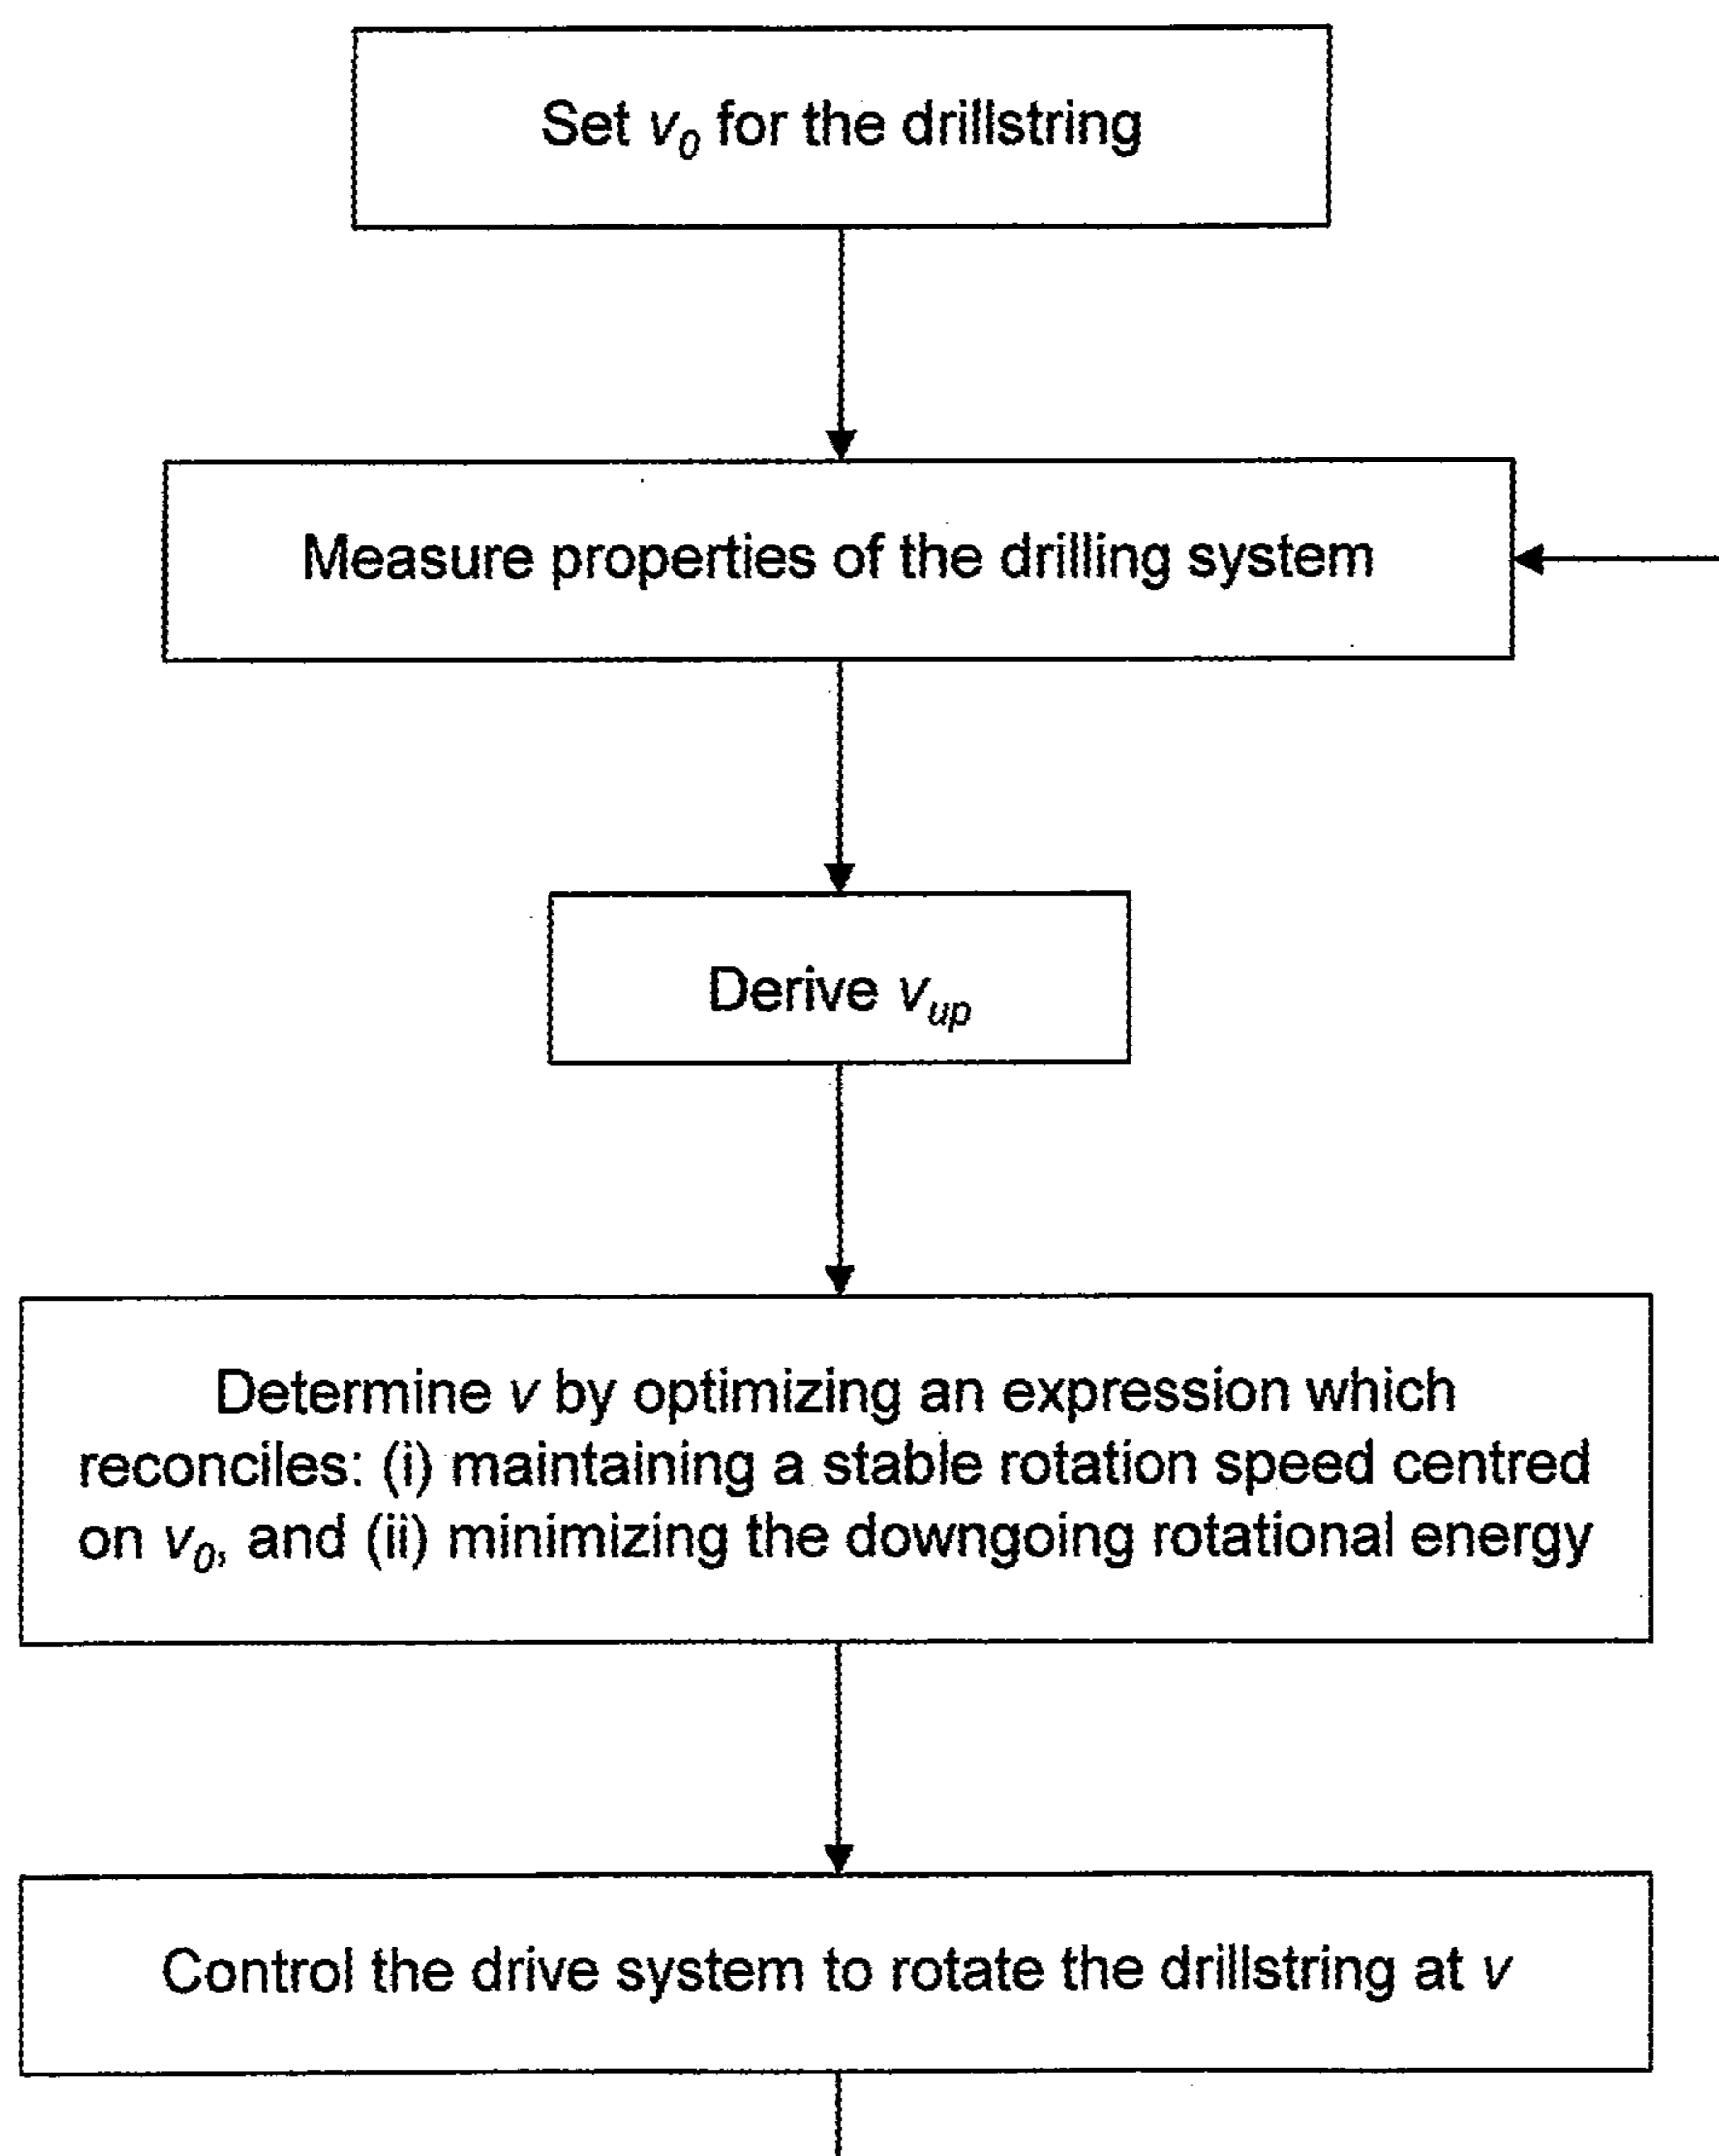 Set v₀ for the drillstring
Measure properties of the drilling system
Derive vᵤₚ
Determine v by optimizing an expression which
reconciles: (i) maintaining a stable rotation speed centred
on v₀, and (ii) minimizing the downgoing rotational energy
Control the drive system to rotate the drillstring at v